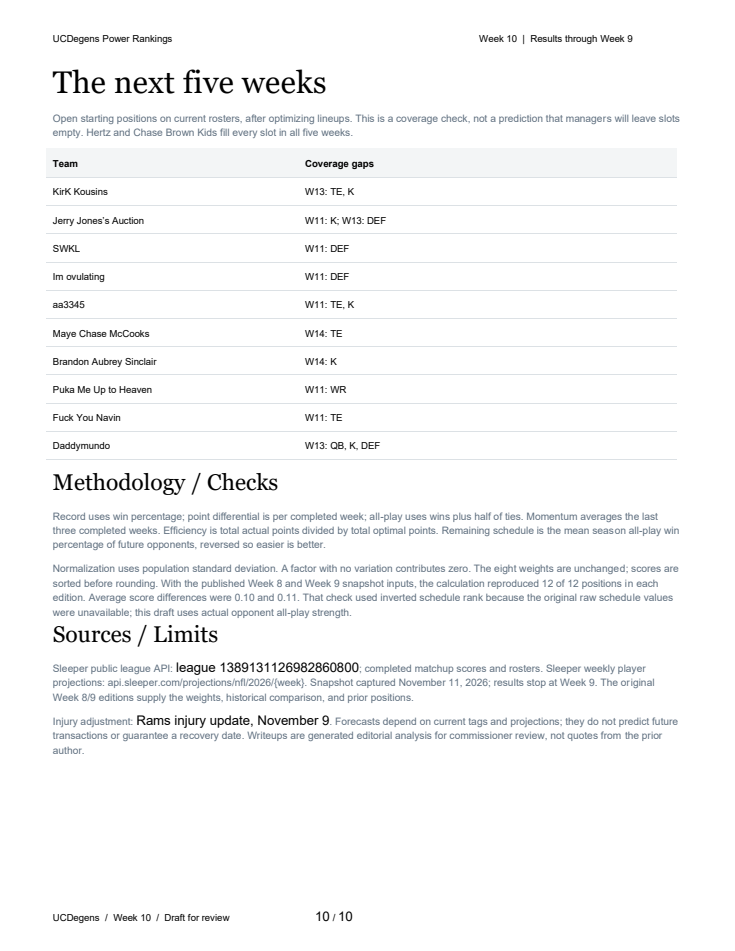 UCDegens Power Rankings
Week 10 | Results through Week 9
The next five weeks
Open starting positions on current rosters, after optimizing lineups. This is a coverage check, not a prediction that managers will leave slots
empty. Hertz and Chase Brown Kids fill every slot in all five weeks.
Team Coverage gaps
KirK Kousins W13: TE, K
Jerry Jones's Auction W11: K; W13: DEF
SWKL W11: DEF
Im ovulating W11: DEF
aa3345 W11: TE, K
Maye Chase McCooks W14: TE
Brandon Aubrey Sinclair W14: K
Puka Me Up to Heaven W11: WR
Fuck You Navin W11: TE
Daddymundo W13: QB, K, DEF
Methodology / Checks
Record uses win percentage; point differential is per completed week; all-play uses wins plus half of ties. Momentum averages the last
three completed weeks. Efficiency is total actual points divided by total optimal points. Remaining schedule is the mean season all-play win
percentage of future opponents, reversed so easier is better.
Normalization uses population standard deviation. A factor with no variation contributes zero. The eight weights are unchanged; scores are
sorted before rounding. With the published Week 8 and Week 9 snapshot inputs, the calculation reproduced 12 of 12 positions in each
edition. Average score differences were 0.10 and 0.11. That check used inverted schedule rank because the original raw schedule values
were unavailable; this draft uses actual opponent all-play strength.
Sources / Limits
Sleeper public league API: league 1389131126982860800; completed matchup scores and rosters. Sleeper weekly player
projections: api.sleeper.com/projections/nfl/2026/{week}. Snapshot captured November 11, 2026; results stop at Week 9. The original
Week 8/9 editions supply the weights, historical comparison, and prior positions.
Injury adjustment: Rams injury update, November 9. Forecasts depend on current tags and projections; they do not predict future
transactions or guarantee a recovery date. Writeups are generated editorial analysis for commissioner review, not quotes from the prior
author.
UCDegens / Week 10 / Draft for review
10 / 10